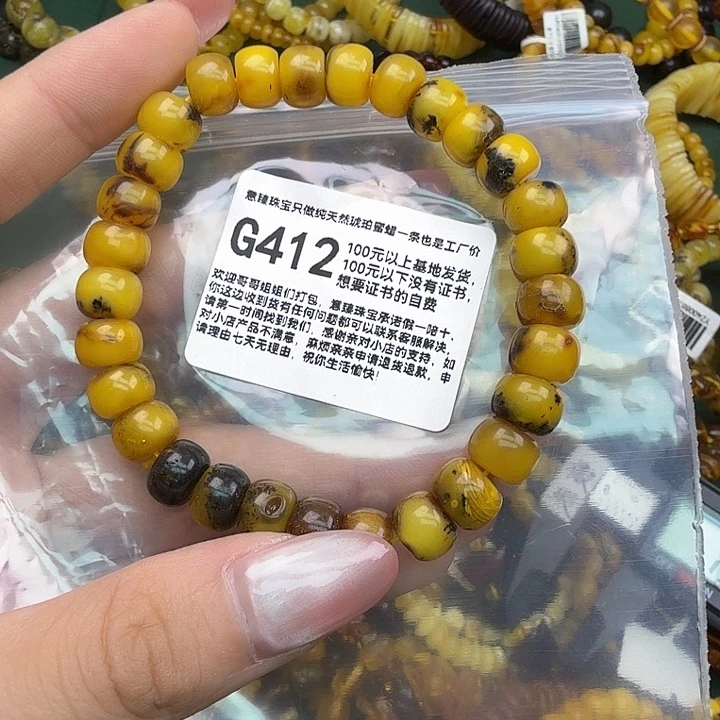 意臻珠宝只做纯天然琥珀蜜蜡一条也是工厂价
G412
100元以上基地发货,
100元以下没有证书,
想要证书的自费
欢迎哥哥姐姐们打包, 意臻珠宝承诺假一赔十,
你这边收到货有任何问题都可以联系客服解决,
请第一时间找到我们, 感谢亲对小店的支持, 如
对小店产品不满意, 麻烦亲亲申请退货退款, 申
请理由七天无理由, 祝你生活愉快!